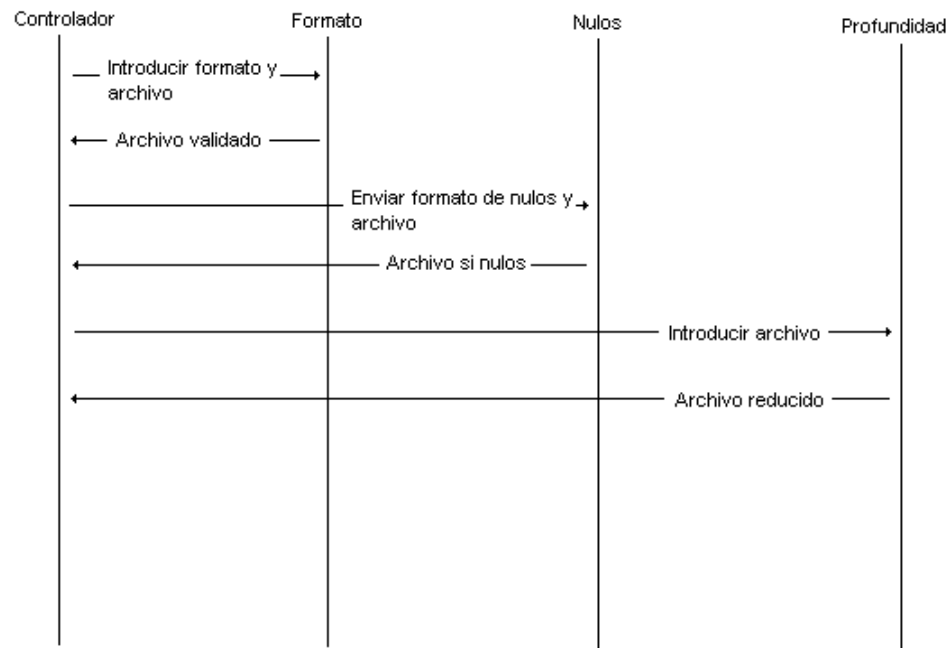 Controlador
Formato
Nulos
Profundidad
Introducir formato y
archivo
Archivo validado
Enviar formato de nulos y
archivo
Archivo si nulos
Introducir archivo
Archivo reducido